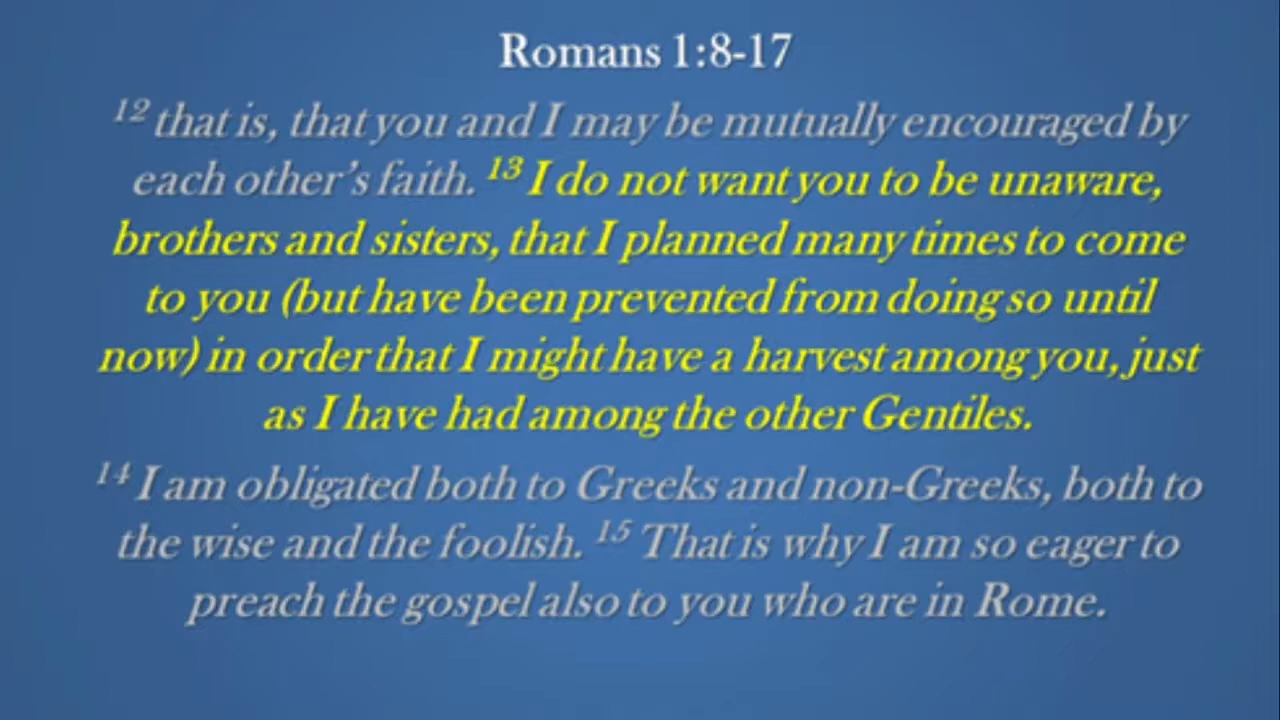 Romans 1:8-17
12 that is, that you and I may be mutually encouraged by
each other’s faith. 13 I do not want you to be unaware,
brothers and sisters, that I planned many times to come
to you (but have been prevented from doing so until
now) in order that I might have a harvest among you, just
as I have had among the other Gentiles.
14 I am obligated both to Greeks and non-Greeks, both to
the wise and the foolish. 15 That is why I am so eager to
preach the gospel also to you who are in Rome.